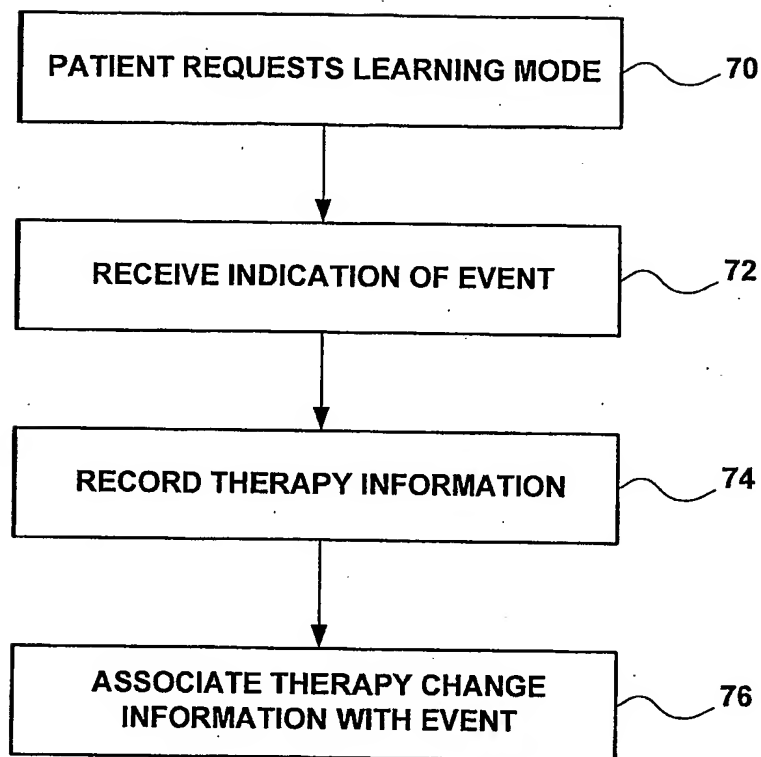 PATIENT REQUESTS LEARNING MODE
70
RECEIVE INDICATION OF EVENT
72
RECORD THERAPY INFORMATION
74
ASSOCIATE THERAPY CHANGE
INFORMATION WITH EVENT
76